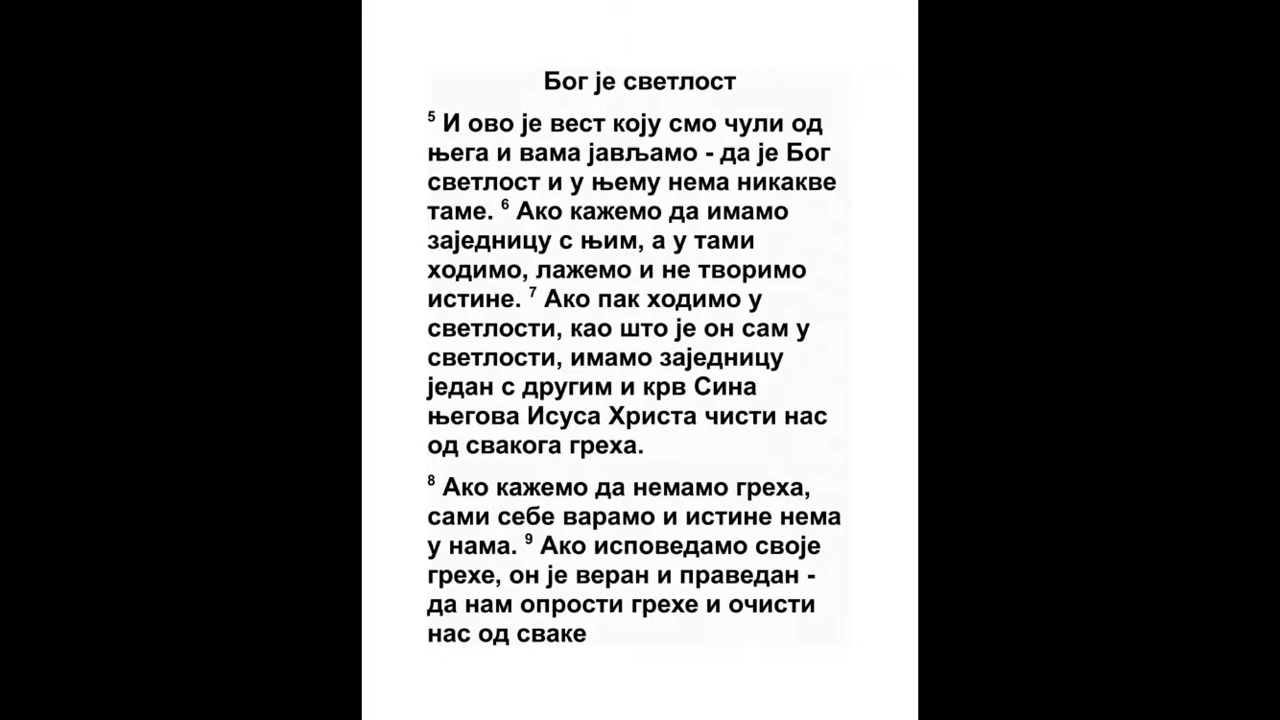 Бог је светлост
5 И ово је вест коју смо чули од
њега и вама јављамо - да је Бог
светлост и у њему нема никакве
таме. 6 Ако кажемо да имамо
заједницу с њим, а у тами
ходимо, лажемо и не творимо
истине. 7 Ако пак ходимо у
светлости, као што је он сам у
светлости, имамо заједницу
један с другим и крв Сина
његова Исуса Христа чисти нас
од свакога греха.
8 Ако кажемо да немамо греха,
сами себе варамо и истине нема
у нама. 9 Ако исповедамо своје
грехе, он је веран и праведан -
да нам опрости грехе и очисти
нас од сваке